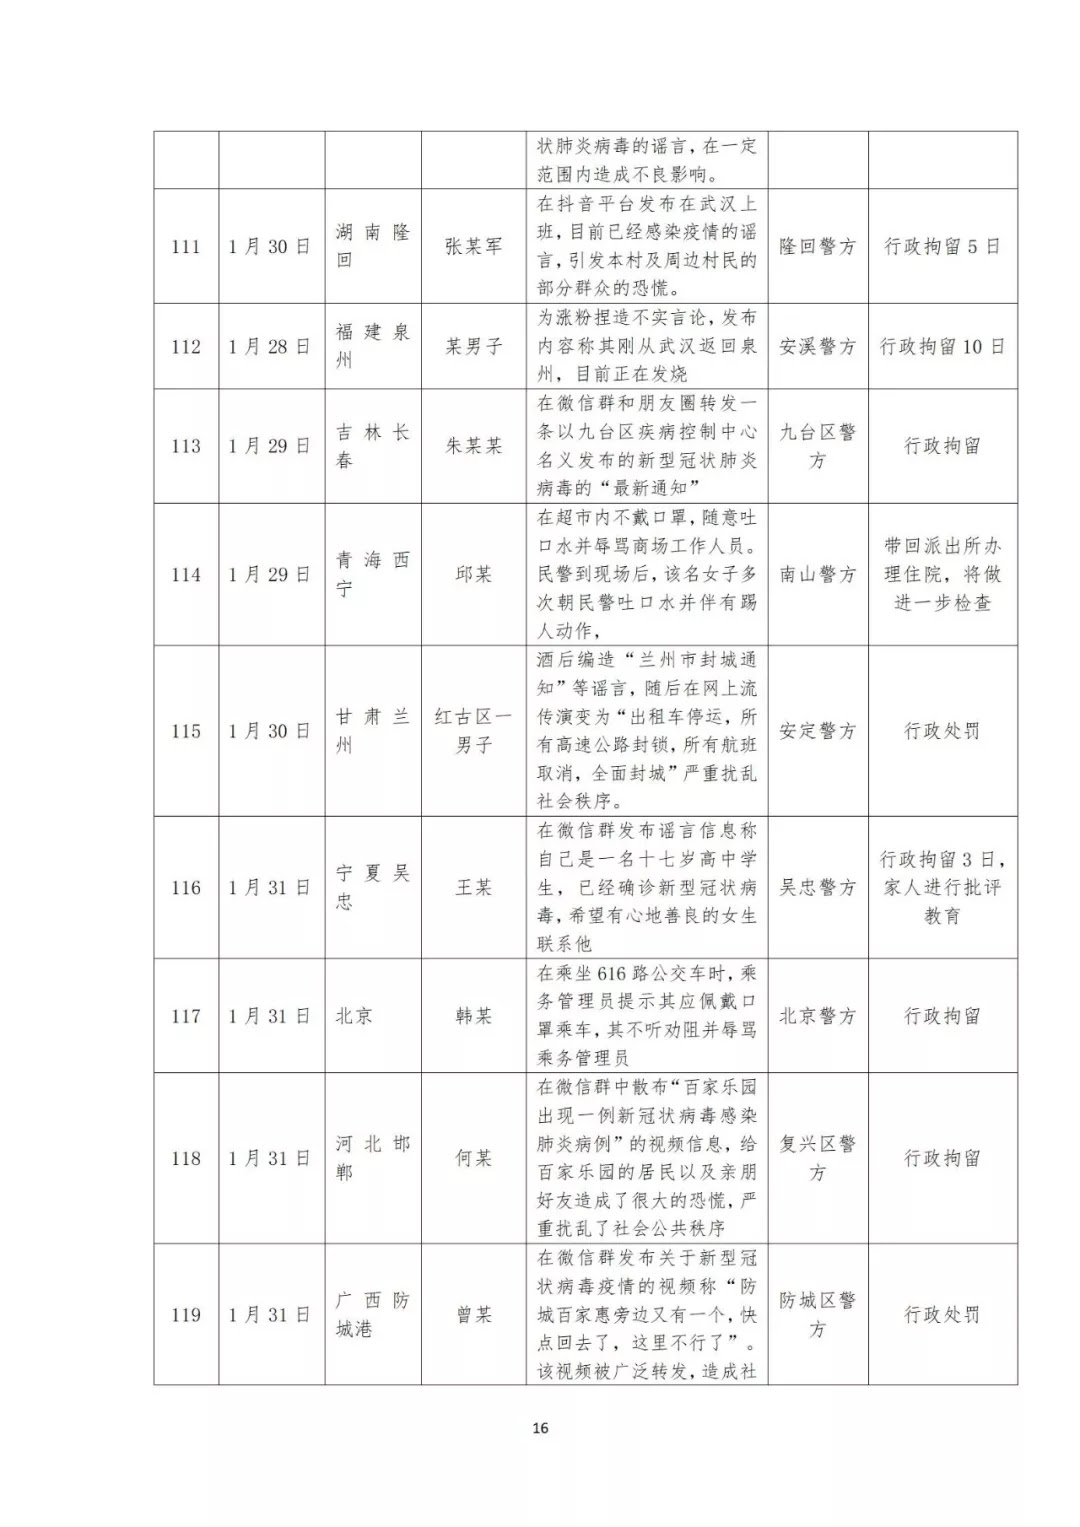 状肺炎病毒的谣言，在一定
范围内造成不良影响。
111
1月30日
湖南隆
回
张某军
在抖音平台发布在武汉上
班，目前已经感染疫情的谣
言，引发本村及周边村民的
部分群众的恐慌。
隆回警方
行政拘留5日
112
1月28日
福建泉
州
某男子
为涨粉捏造不实言论，发布
内容称其刚从武汉返回泉
州，目前正在发烧
安溪警方
行政拘留10日
113
1月29日
吉林长
春
朱某某
在微信群和朋友圈转发一
条以九台区疾病控制中心
名义发布的新型冠状肺炎
病毒的“最新通知”
九台区警
方
行政拘留
114
1月29日
青海西
宁
邱某
在超市内不戴口罩，随意吐
口水并辱骂商场工作人员。
民警到现场后，该名女子多
次朝民警吐口水并伴有踢
人动作，
南山警方
带回派出所办
理住院，将做
进一步检查
115
1月30日
甘肃兰
州
红古区一
男子
酒后编造“兰州市封城通
知”等谣言，随后在网上流
传演变为“出租车停运，所
有高速公路封锁，所有航班
取消，全面封城”严重扰乱
社会秩序。
安定警方
行政处罚
116
1月31日
宁夏吴
忠
王某
在微信群发布谣言信息称
自己是一名十七岁高中学
生，已经确诊新型冠状病
毒，希望有心地善良的女生
联系他
吴忠警方
行政拘留3日，
家人进行批评
教育
117
1月31日
北京
韩某
在乘坐616路公交车时，乘
务管理员提示其应佩戴口
罩乘车，其不听劝阻并辱骂
乘务管理员
北京警方
行政拘留
118
1月31日
河北邯
郸
何某
在微信群中散布“百家乐园
出现一例新冠状病毒感染
肺炎病例”的视频信息，给
百家乐园的居民以及亲朋
好友造成了很大的恐慌，严
重扰乱了社会公共秩序
复兴区警
方
行政拘留
119
1月31日
广西防
城港
曾某
在微信群发布关于新型冠
状病毒疫情的视频称“防
城百家惠旁边又有一个，快
点回去了，这里不行了”。
该视频被广泛转发，造成社
防城区警
方
行政处罚
16